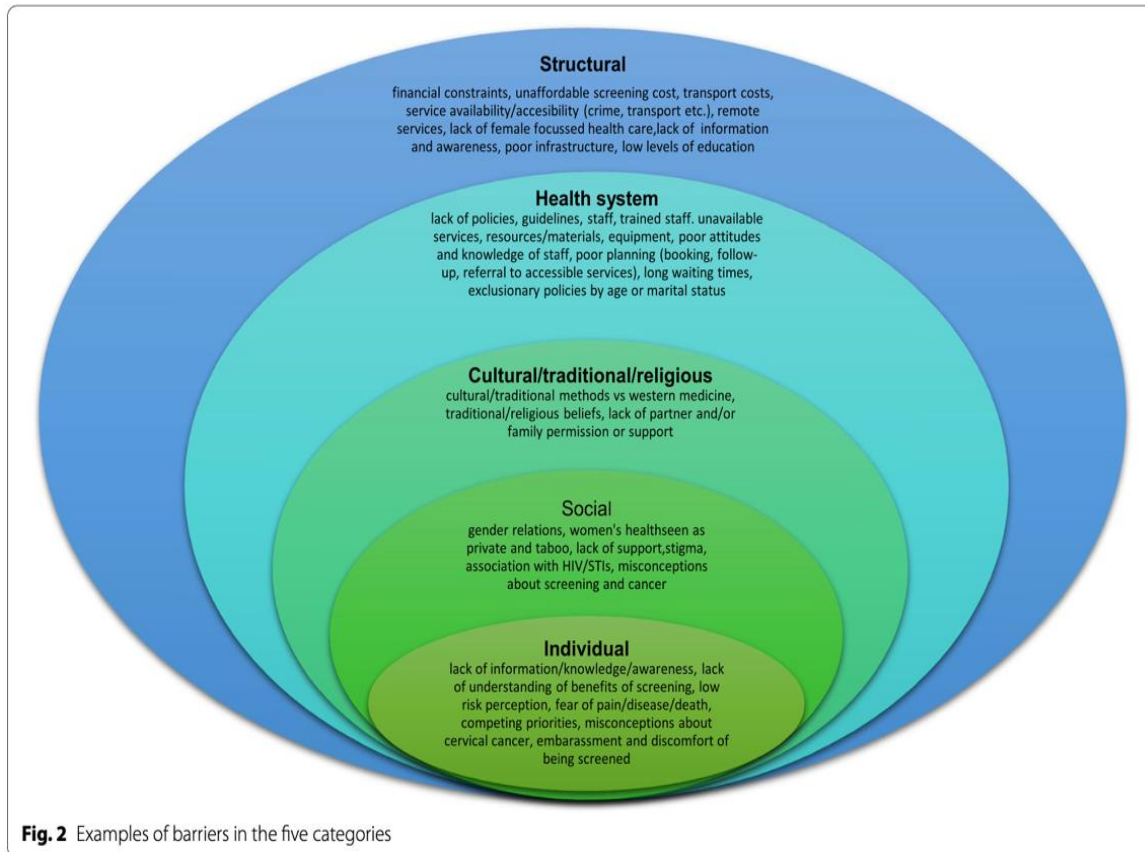 Structural
financial constraints, unaffordable screening cost, transport costs,
service availability/accesibility (crime, transport etc.), remote
services, lack of female focussed health care,lack of information
and awareness, poor infrastructure, low levels of education
Health system
lack of policies, guidelines, staff, trained staff. unavailable
services, resources/materials, equipment, poor attitudes
and knowledge of staff, poor planning (booking, follow-
up, referral to accessible services), long waiting times,
exclusionary policies by age or marital status
Cultural/traditional/religious
cultural/traditional methods vs western medicine,
traditional/religious beliefs, lack of partner and/or
family permission or support
Social
gender relations, women's healthseen as
private and taboo, lack of support,stigma,
association with HIV/STIs, misconceptions
about screening and cancer
Individual
lack of information/knowledge/awareness, lack
of understanding of benefits of screening, low
risk perception, fear of pain/disease/death,
competing priorities, misconceptions about
cervical cancer, embarassment and discomfort of
being screened
Fig. 2 Examples of barriers in the five categories